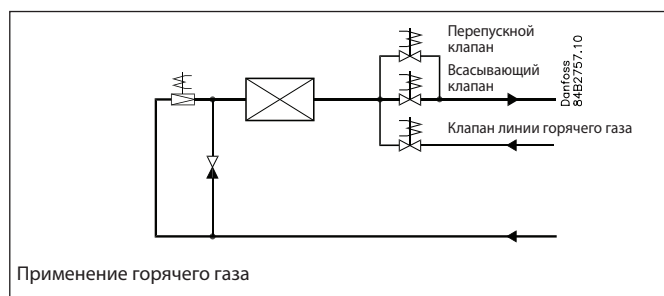 Перепускной
клапан
Всасывающий
клапан
Клапан линии горячего газа
Danfoss
84B2757.10
Применение горячего газа